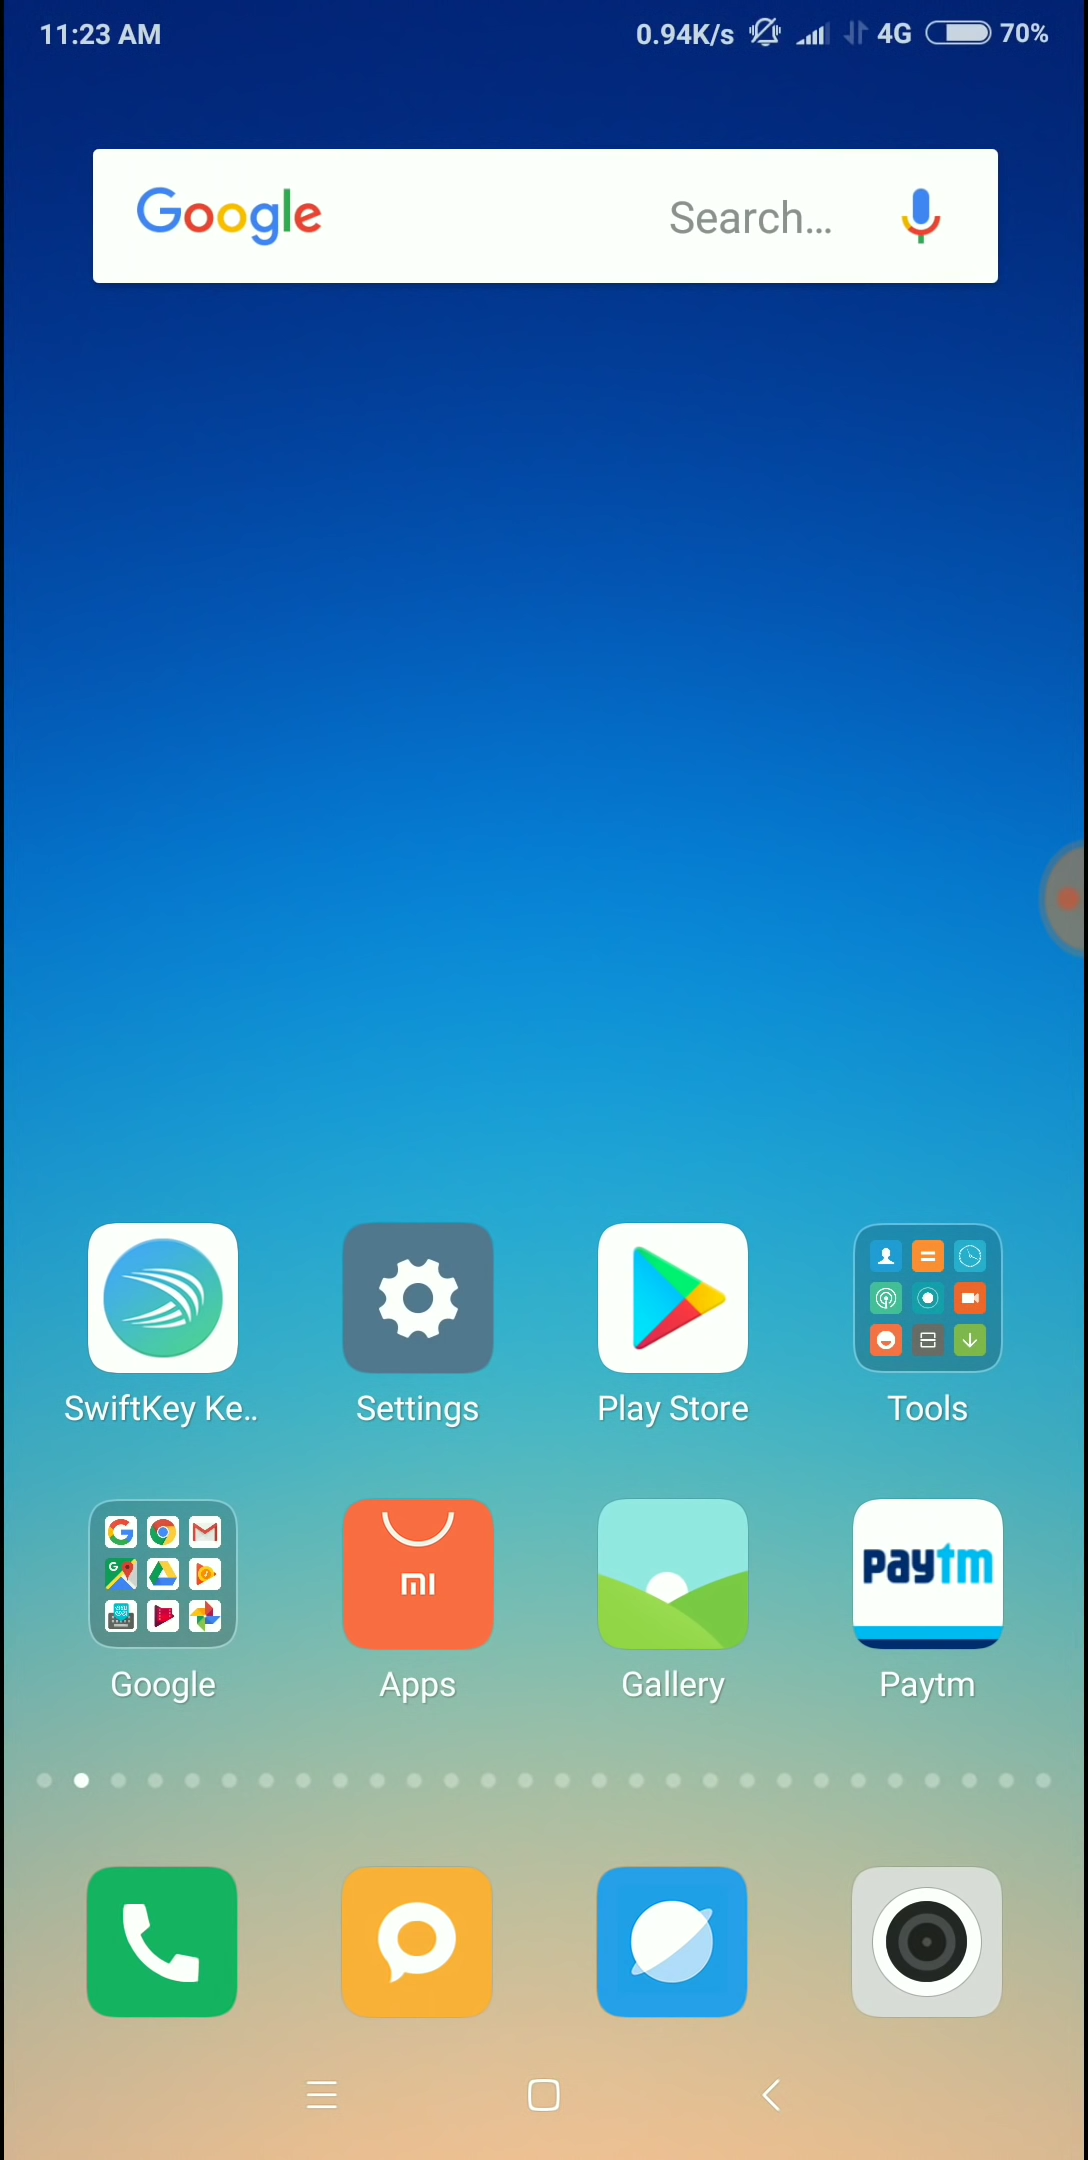 11:23 AM 0.94K/s 4G 70%
Google Search...
SwiftKey Ke.. Settings Play Store Tools
mi paytm
Google Apps Gallery Paytm